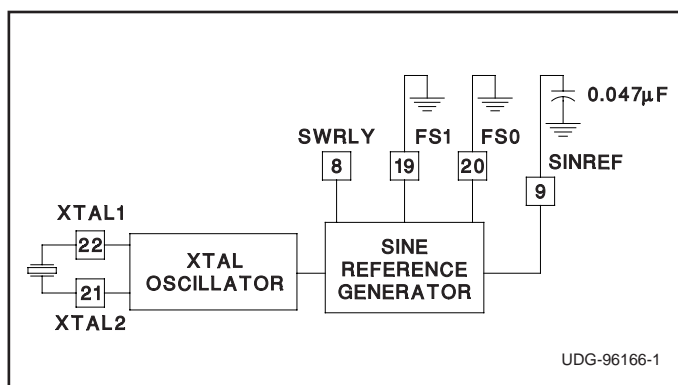 0.047µF
SWRLY
FS1
FS0
SINREF
8
19
20
9
XTAL1
22
XTAL
OSCILLATOR
SINE
REFERENCE
GENERATOR
21
XTAL2
UDG-96166-1